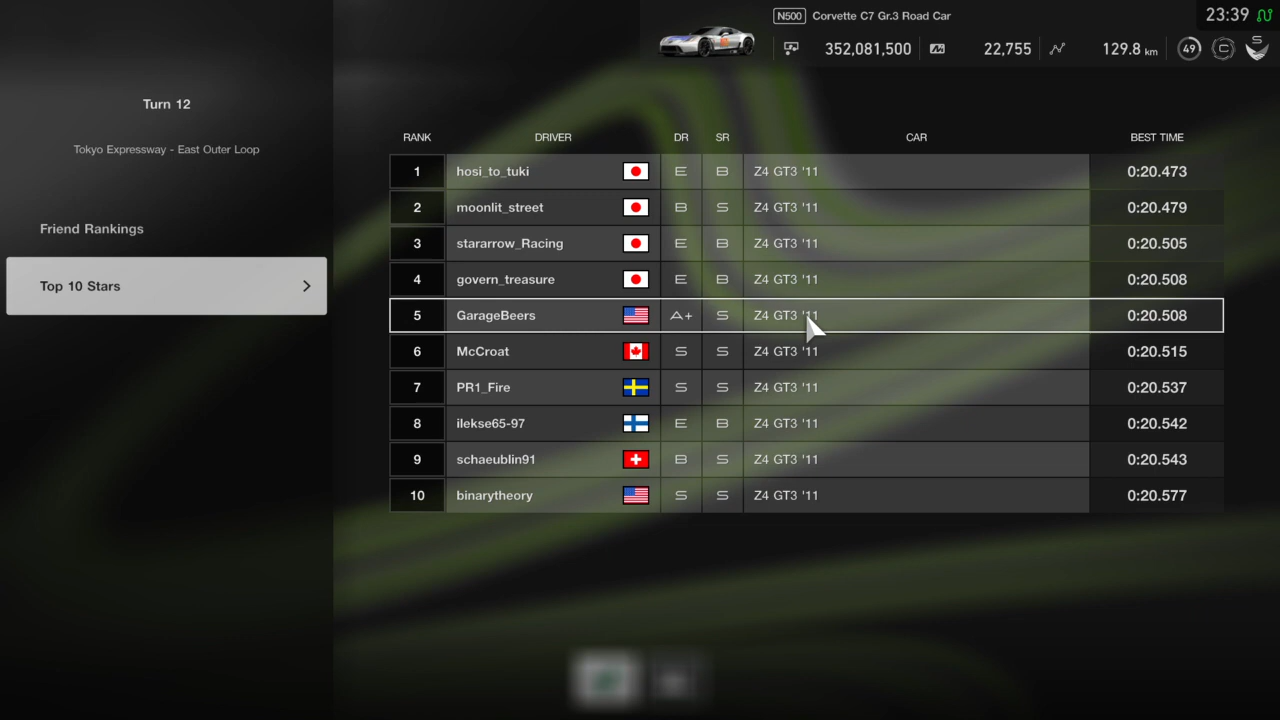 N500 Corvette C7 Gr.3 Road Car 23:39
352,081,500 22,755 129.8 km 49 C S
Turn 12
Tokyo Expressway - East Outer Loop
Friend Rankings
Top 10 Stars
RANK DRIVER DR SR CAR BEST TIME
1 hosi_to_tuki E B Z4 GT3 '11 0:20.473
2 moonlit_street B S Z4 GT3 '11 0:20.479
3 stararrow_Racing E B Z4 GT3 '11 0:20.505
4 govern_treasure E B Z4 GT3 '11 0:20.508
5 GarageBeers A+ S Z4 GT3 '11 0:20.508
6 McCroat S S Z4 GT3 '11 0:20.515
7 PR1_Fire S S Z4 GT3 '11 0:20.537
8 ilekse65-97 E B Z4 GT3 '11 0:20.542
9 schaeublin91 B S Z4 GT3 '11 0:20.543
10 binarytheory S S Z4 GT3 '11 0:20.577